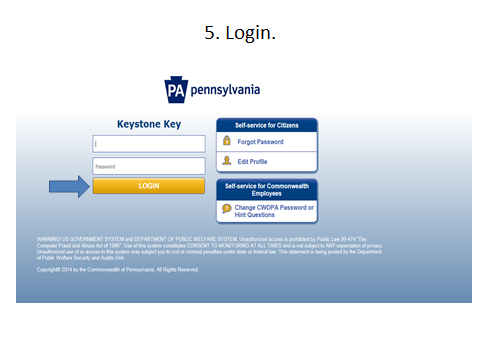 5. Login.
PA pennsylvania
Keystone Key
Password
LOGIN
Self-service for Citizens
Forgot Password
Edit Profile
Self-service for Commonwealth
Employees
Change CWOPA Password or
Hint Questions
WARNING! US GOVERNMENT SYSTEM and DEPARTMENT OF PUBLIC WELFARE SYSTEM. Unauthorized access is prohibited by Public Law 99-474 "The
Computer Fraud and Abuse Act of 1986". Use of this system constitutes CONSENT TO MONITORING AT ALL TIMES and is not subject to ANY expectation of privacy.
Unauthorized use of or access to this system may subject you to civil or criminal penalties under state or federal law. This statement is being posted by the Department
of Public Welfare Security and Audits Unit.
Copyright© 2014 by the Commonwealth of Pennsylvania. All Rights Reserved.